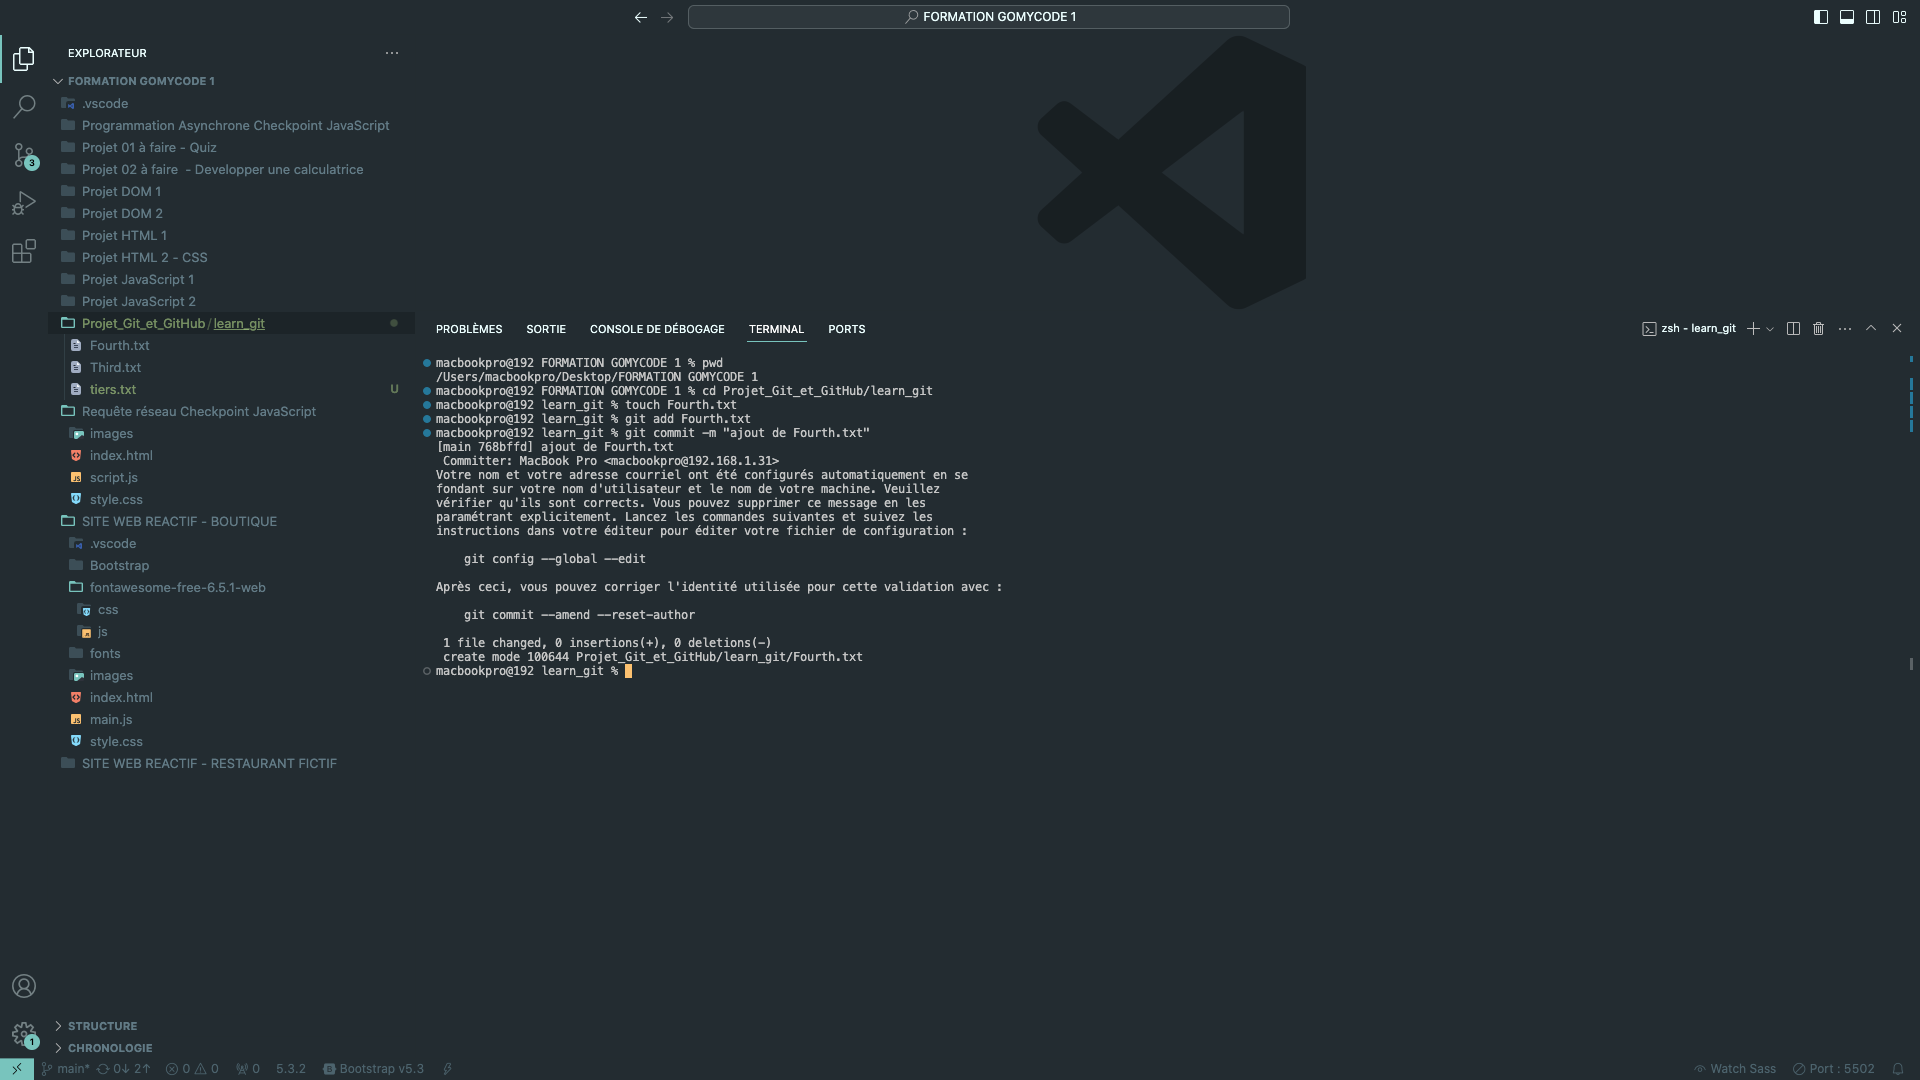 FORMATION GOMYCODE 1
EXPLORATEUR
FORMATION GOMYCODE 1
.vscode
Programmation Asynchrone Checkpoint JavaScript
Projet 01 à faire - Quiz
Projet 02 à faire  - Developper une calculatrice
Projet DOM 1
Projet DOM 2
Projet HTML 1
Projet HTML 2 - CSS
Projet JavaScript 1
Projet JavaScript 2
Projet_Git_et_GitHub / learn_git
Fourth.txt
Third.txt
tiers.txt U
Requête réseau Checkpoint JavaScript
images
index.html
script.js
style.css
SITE WEB REACTIF - BOUTIQUE
.vscode
Bootstrap
fontawesome-free-6.5.1-web
css
js
fonts
images
index.html
main.js
style.css
SITE WEB REACTIF - RESTAURANT FICTIF
STRUCTURE
CHRONOLOGIE
3
1
PROBLÈMES SORTIE CONSOLE DE DÉBOGAGE TERMINAL PORTS
zsh - learn_git
macbookpro@192 FORMATION GOMYCODE 1 % pwd
/Users/macbookpro/Desktop/FORMATION GOMYCODE 1
macbookpro@192 FORMATION GOMYCODE 1 % cd Projet_Git_et_GitHub/learn_git
macbookpro@192 learn_git % touch Fourth.txt
macbookpro@192 learn_git % git add Fourth.txt
macbookpro@192 learn_git % git commit -m "ajout de Fourth.txt"
[main 768bffd] ajout de Fourth.txt
Committer: MacBook Pro <macbookpro@192.168.1.31>
Votre nom et votre adresse courriel ont été configurés automatiquement en se
fondant sur votre nom d'utilisateur et le nom de votre machine. Veuillez
vérifier qu'ils sont corrects. Vous pouvez supprimer ce message en les
paramétrant explicitement. Lancez les commandes suivantes et suivez les
instructions dans votre éditeur pour éditer votre fichier de configuration :
git config --global --edit
Après ceci, vous pouvez corriger l'identité utilisée pour cette validation avec :
git commit --amend --reset-author
1 file changed, 0 insertions(+), 0 deletions(-)
create mode 100644 Projet_Git_et_GitHub/learn_git/Fourth.txt
macbookpro@192 learn_git %
main* 0↓ 2↑ 0 0 0 5.3.2 Bootstrap v5.3
Watch Sass Port : 5502